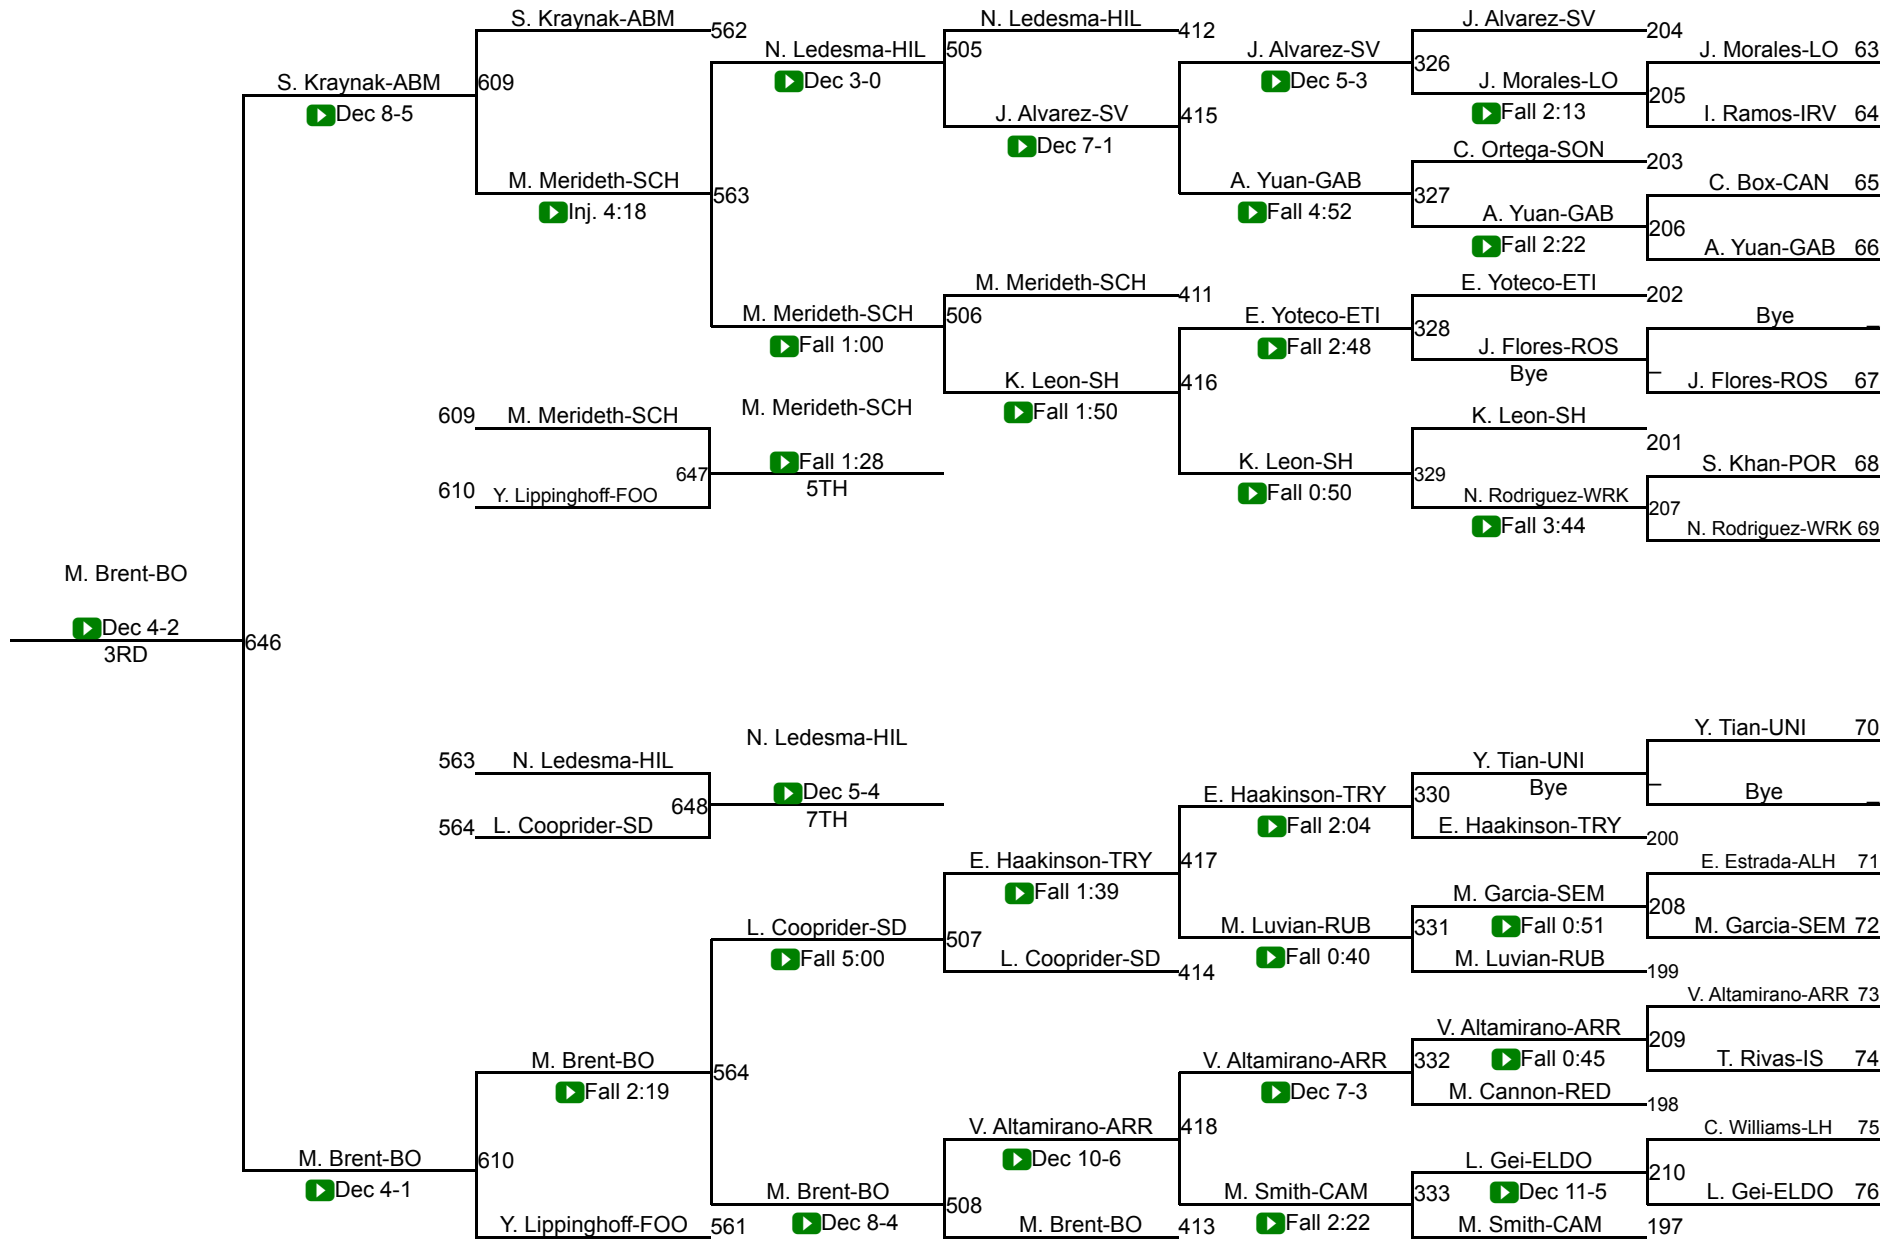 S. Kraynak-ABM
562
N. Ledesma-HIL
412
J. Alvarez-SV
204
N. Ledesma-HIL
505
J. Alvarez-SV
326
J. Morales-LO 63
S. Kraynak-ABM
609
Dec 3-0
Dec 5-3
J. Morales-LO
205
Dec 8-5
J. Alvarez-SV
415
Fall 2:13
I. Ramos-IRV 64
Dec 7-1
C. Ortega-SON
203
M. Merideth-SCH
563
A. Yuan-GAB
327
C. Box-CAN 65
Inj. 4:18
Fall 4:52
A. Yuan-GAB
206
Fall 2:22
A. Yuan-GAB 66
M. Merideth-SCH
411
E. Yoteco-ETI
202
M. Merideth-SCH
506
E. Yoteco-ETI
328
Bye _
Fall 1:00
Fall 2:48
J. Flores-ROS
Bye
_
K. Leon-SH
416
J. Flores-ROS 67
Fall 1:50
609
M. Merideth-SCH
M. Merideth-SCH
K. Leon-SH
201
647
Fall 1:28
K. Leon-SH
329
S. Khan-POR 68
610
Y. Lippinghoff-FOO
5TH
Fall 0:50
N. Rodriguez-WRK
207
Fall 3:44
N. Rodriguez-WRK 69
M. Brent-BO
Dec 4-2
646
3RD
Y. Tian-UNI 70
563
N. Ledesma-HIL
N. Ledesma-HIL
Y. Tian-UNI
_
648
Dec 5-4
E. Haakinson-TRY
330
Bye
Bye _
564
L. Cooprider-SD
7TH
Fall 2:04
E. Haakinson-TRY
200
E. Haakinson-TRY
417
E. Estrada-ALH 71
Fall 1:39
M. Garcia-SEM
208
L. Cooprider-SD
507
M. Luvian-RUB
331
Fall 0:51
M. Garcia-SEM 72
Fall 5:00
L. Cooprider-SD
414
Fall 0:40
M. Luvian-RUB
199
V. Altamirano-ARR 73
V. Altamirano-ARR
209
M. Brent-BO
564
V. Altamirano-ARR
332
Fall 0:45
T. Rivas-IS 74
Fall 2:19
Dec 7-3
M. Cannon-RED
198
V. Altamirano-ARR
418
C. Williams-LH 75
M. Brent-BO
610
Dec 10-6
L. Gei-ELDO
210
Dec 4-1
M. Brent-BO
508
M. Smith-CAM
333
Dec 11-5
L. Gei-ELDO 76
Y. Lippinghoff-FOO
561
Dec 8-4
M. Brent-BO
413
Fall 2:22
M. Smith-CAM
197